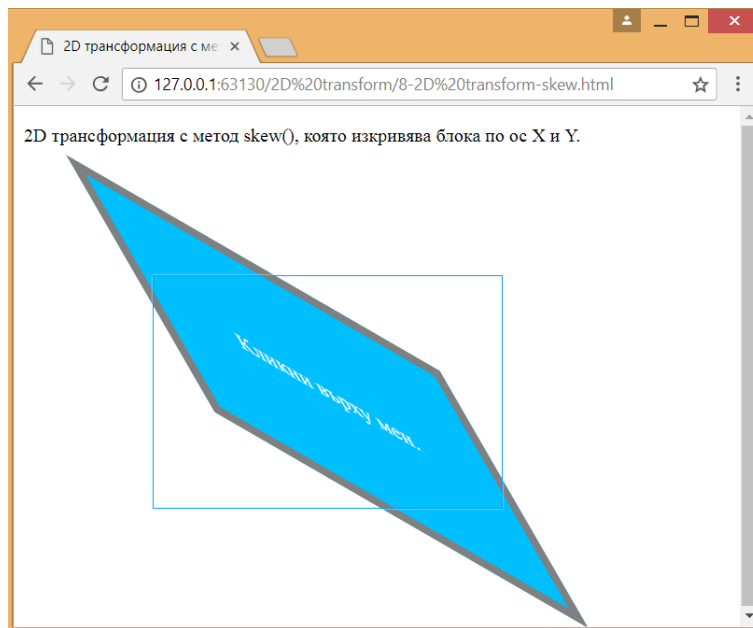 2D трансформация с ме
127.0.0.1:63130/2D%20transform/8-2D%20transform-skew.html
2D трансформация с метод skew(), която изкривява блока по ос X и Y.
Кликни върху мен.